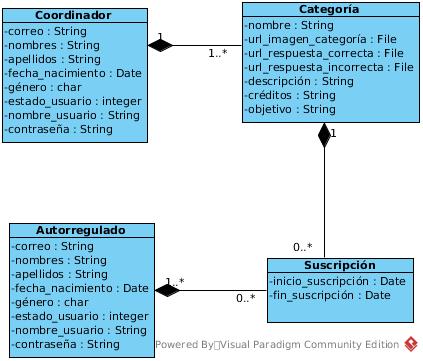 Coordinador
-correo : String
-nombres : String
-apellidos : String
-fecha_nacimiento : Date
-género : char
-estado_usuario : integer
-nombre_usuario : String
-contraseña : String
1
1..*
Categoría
-nombre : String
-url_imagen_categoría : File
-url_respuesta_correcta : File
-url_respuesta_incorrecta : File
-descripción : String
-créditos : String
-objetivo : String
1
0..*
Autorregulado
-correo : String
-nombres : String
-apellidos : String
-fecha_nacimiento : Date
-género : char
-estado_usuario : integer
-nombre_usuario : String
-contraseña : String
1..*
0..*
Suscripción
-inicio_suscripción : Date
-fin_suscripción : Date
Powered By Visual Paradigm Community Edition